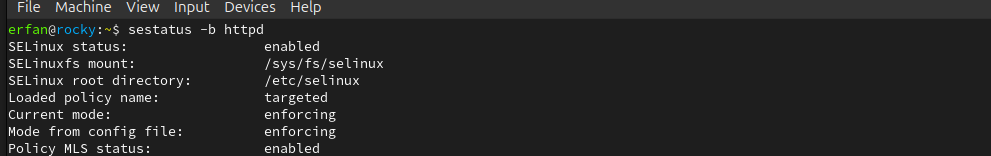 File Machine View Input Devices Help
erfan@rocky:~$ sestatus -b httpd
SELinux status: enabled
SELinuxfs mount: /sys/fs/selinux
SELinux root directory: /etc/selinux
Loaded policy name: targeted
Current mode: enforcing
Mode from config file: enforcing
Policy MLS status: enabled